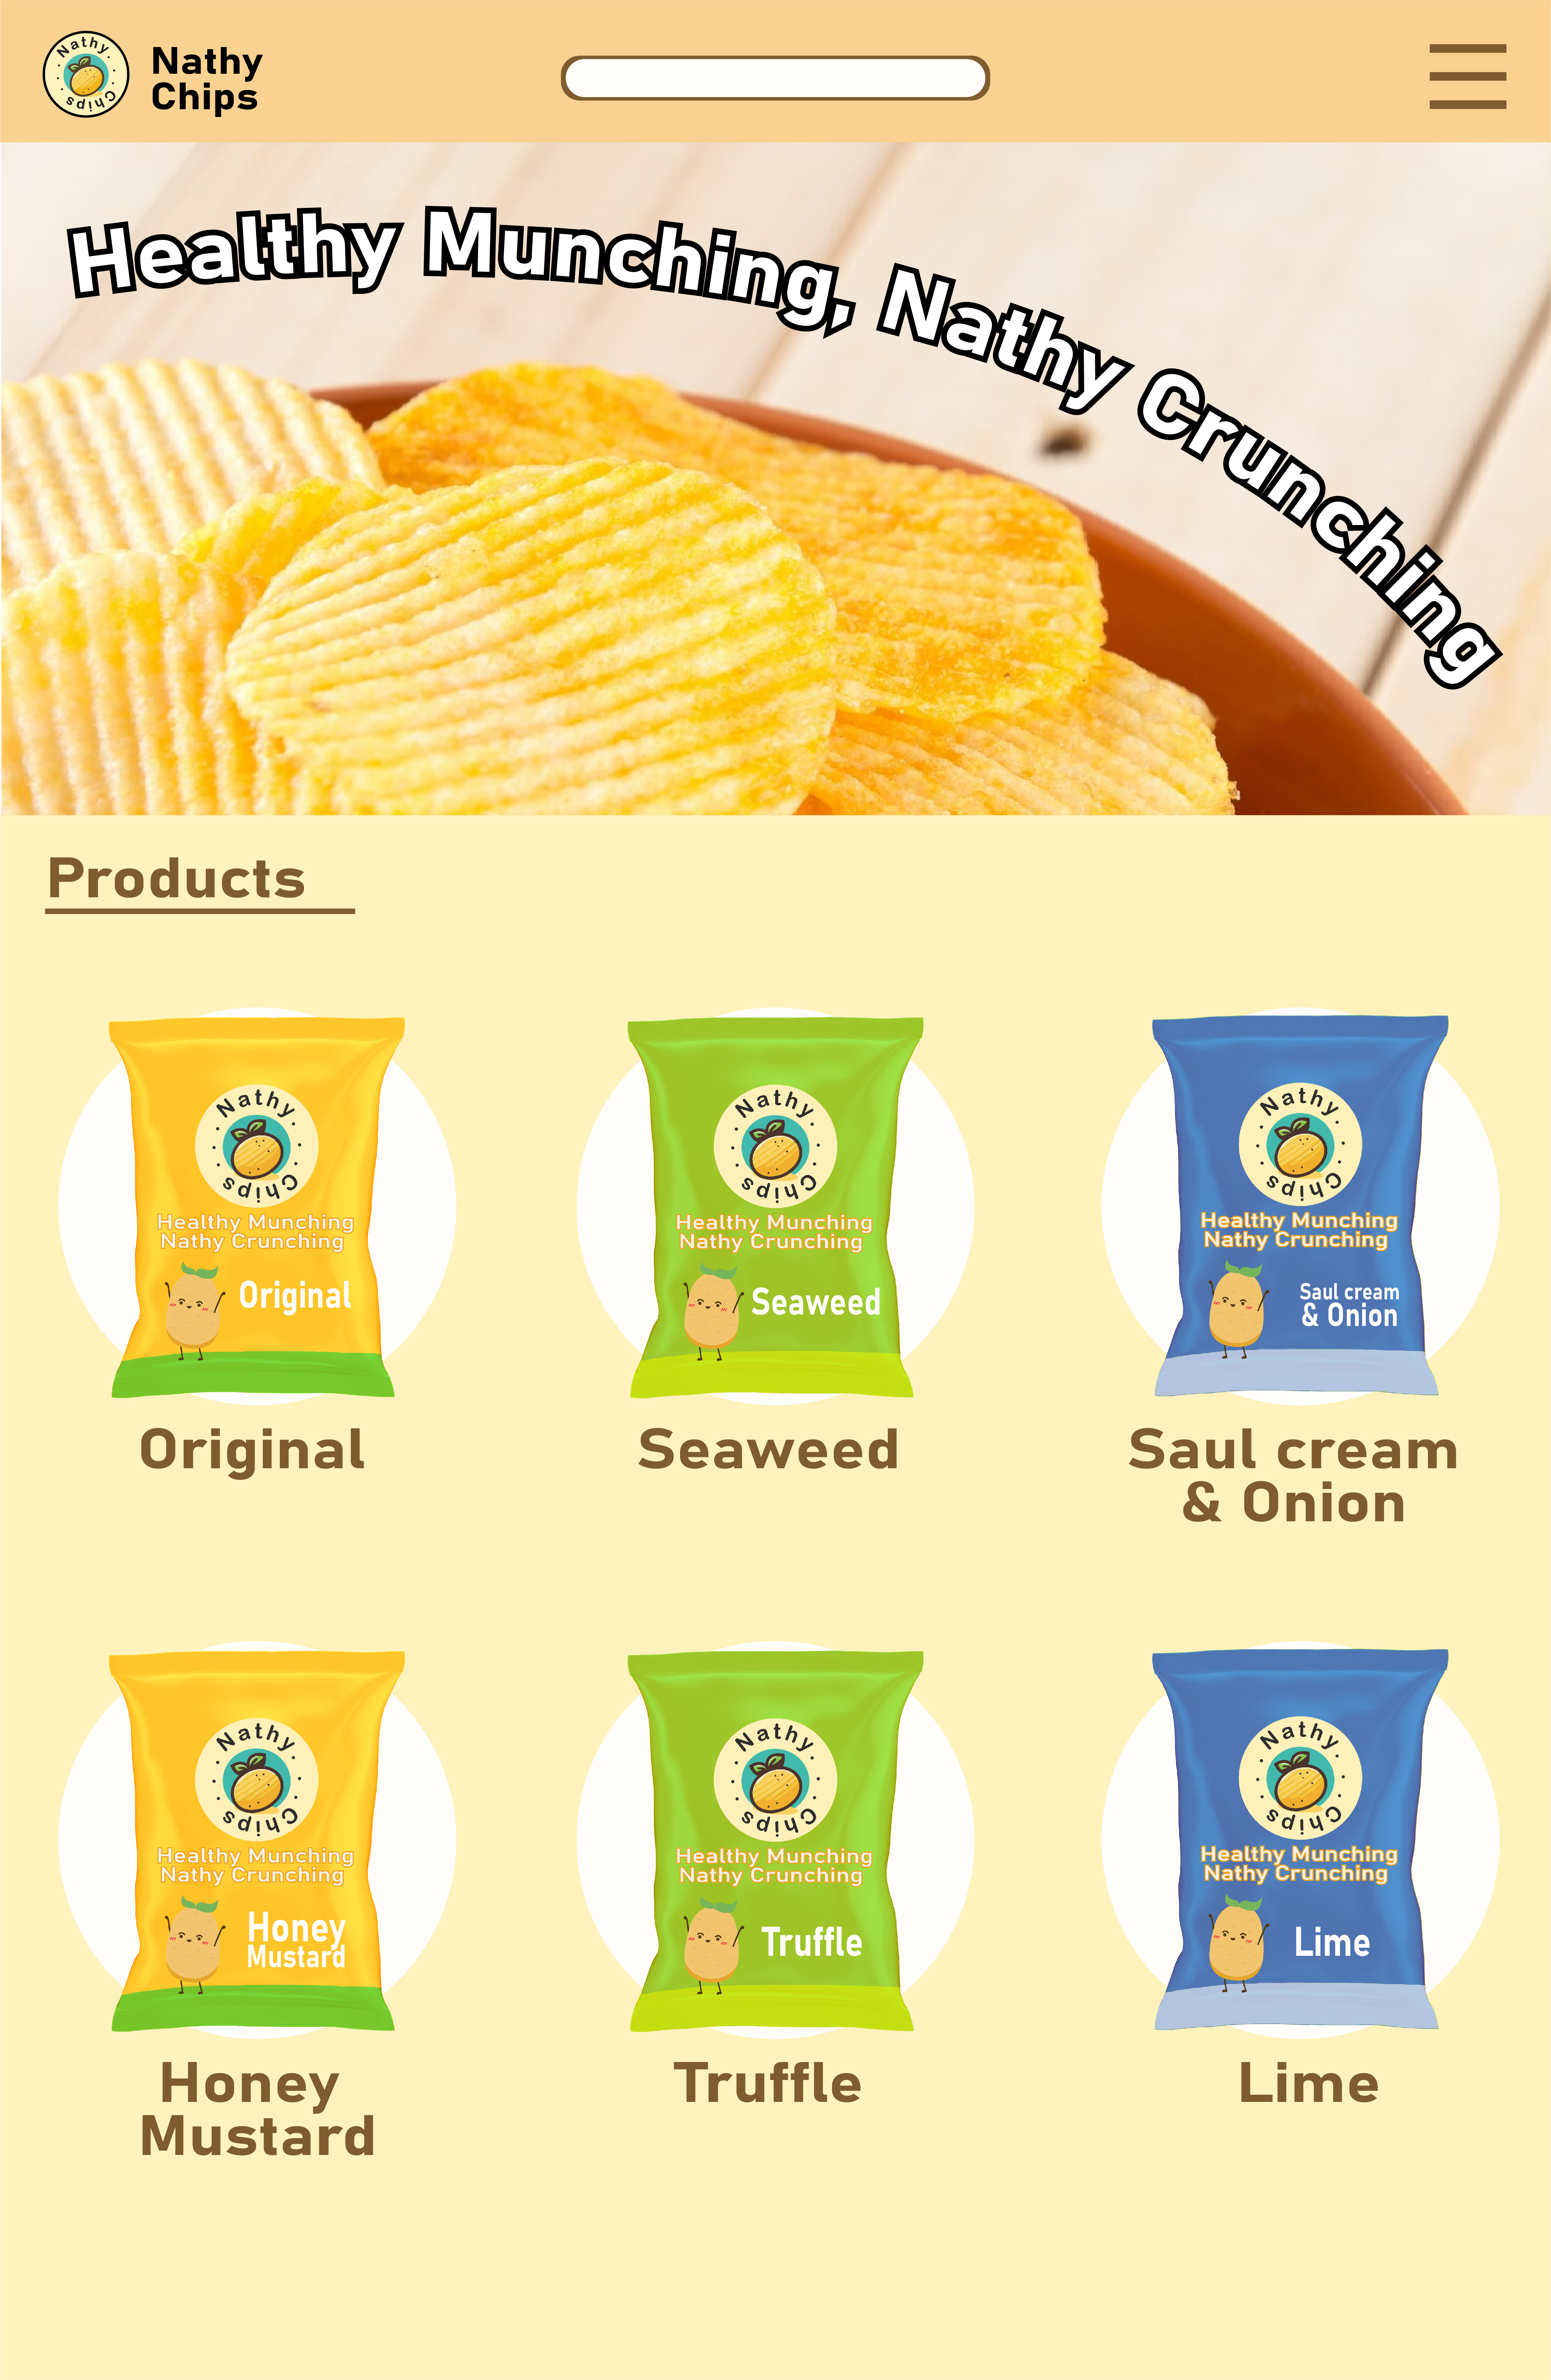 Nathy Chips
Nathy
Chips
Healthy Munching, Nathy Crunching
Products
Nathy Chips
Healthy Munching
Nathy Crunching
Original
Original
Nathy Chips
Healthy Munching
Nathy Crunching
Seaweed
Seaweed
Nathy Chips
Healthy Munching
Nathy Crunching
Saul cream
& Onion
Saul cream
& Onion
Nathy Chips
Healthy Munching
Nathy Crunching
Honey
Mustard
Honey
Mustard
Nathy Chips
Healthy Munching
Nathy Crunching
Truffle
Truffle
Nathy Chips
Healthy Munching
Nathy Crunching
Lime
Lime